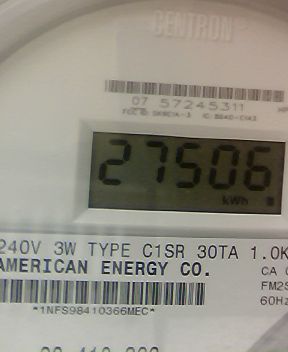 CENTRON
07 57245311
27506
kWh
240V 3W TYPE C1SR 30TA 1.0K
AMERICAN ENERGY CO.
CA
FM2S
60Hz
*1NFS98410366MEC*